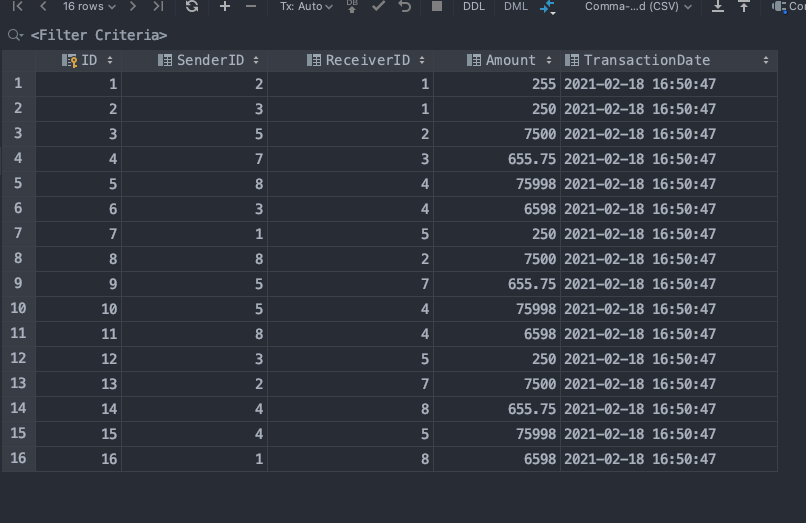 16 rows Tx: Auto DB DDL DML Comma-...d (CSV)
<Filter Criteria>
ID SenderID ReceiverID Amount TransactionDate
1 1 2 1 255 2021-02-18 16:50:47
2 2 3 1 250 2021-02-18 16:50:47
3 3 5 2 7500 2021-02-18 16:50:47
4 4 7 3 655.75 2021-02-18 16:50:47
5 5 8 4 75998 2021-02-18 16:50:47
6 6 3 4 6598 2021-02-18 16:50:47
7 7 1 5 250 2021-02-18 16:50:47
8 8 8 2 7500 2021-02-18 16:50:47
9 9 5 7 655.75 2021-02-18 16:50:47
10 10 5 4 75998 2021-02-18 16:50:47
11 11 8 4 6598 2021-02-18 16:50:47
12 12 3 5 250 2021-02-18 16:50:47
13 13 2 7 7500 2021-02-18 16:50:47
14 14 4 8 655.75 2021-02-18 16:50:47
15 15 4 5 75998 2021-02-18 16:50:47
16 16 1 8 6598 2021-02-18 16:50:47